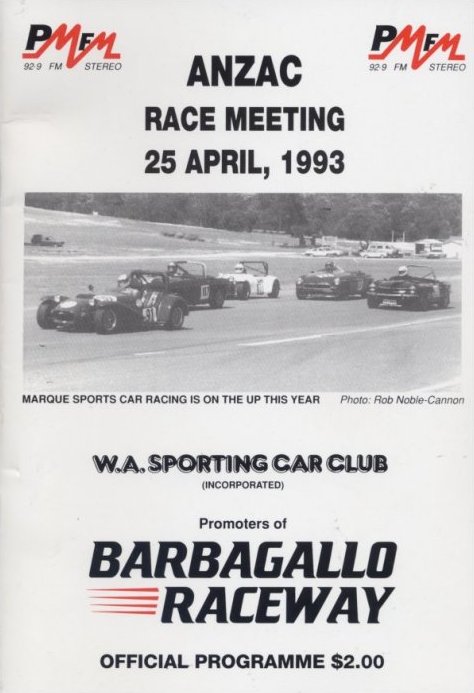 PMFM
92·9 FM STEREO
PMFM
92·9 FM STEREO
ANZAC
RACE MEETING
25 APRIL, 1993
MARQUE SPORTS CAR RACING IS ON THE UP THIS YEAR
Photo: Rob Noble-Cannon
W.A. SPORTING CAR CLUB
(INCORPORATED)
Promoters of
BARBAGALLO
RACEWAY
OFFICIAL PROGRAMME $2.00